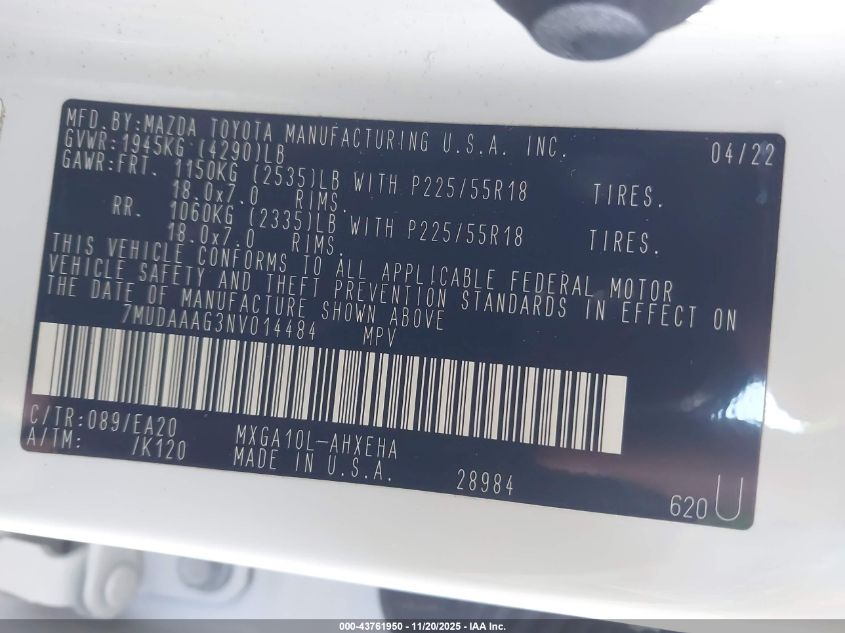 MFD.BY:MAZDA TOYOTA MANUFACTURING U.S.A. INC. 04/22
GVWR:1945KG (4290)LB
GAWR:FRT. 1150KG (2535)LB WITH P225/55R18 TIRES.
18.0x7.0 RIMS.
RR. 1060KG (2335)LB WITH P225/55R18 TIRES.
18.0x7.0 RIMS.
THIS VEHICLE CONFORMS TO ALL APPLICABLE FEDERAL MOTOR
VEHICLE SAFETY AND THEFT PREVENTION STANDARDS IN EFFECT ON
THE DATE OF MANUFACTURE SHOWN ABOVE
7MUDAAAG3NV014484 MPV
C/TR:089/EA20 MXGA10L-AHXEHA
A/TM: /K120 MADE IN U.S.A. 28984
620 U
000-43761950 - 11/20/2025 - IAA Inc.